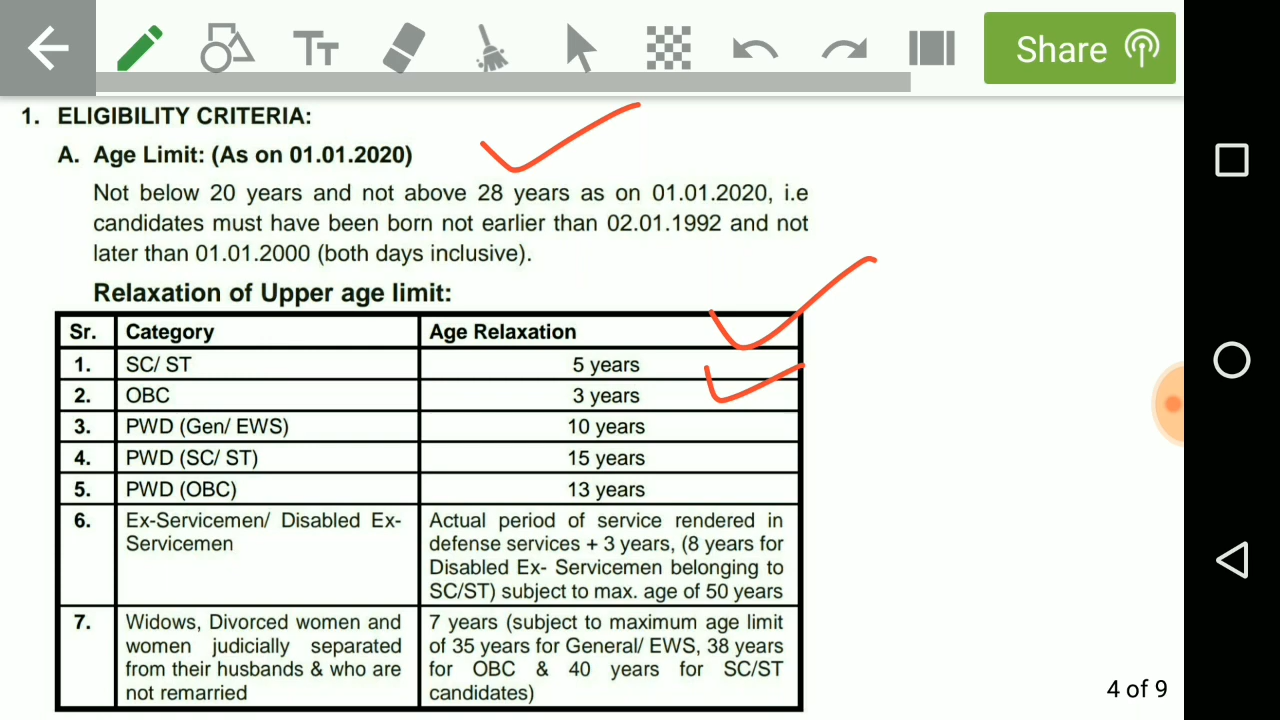 Tт
Share
1. ELIGIBILITY CRITERIA:
A. Age Limit: (As on 01.01.2020)
Not below 20 years and not above 28 years as on 01.01.2020, i.e
candidates must have been born not earlier than 02.01.1992 and not
later than 01.01.2000 (both days inclusive).
Relaxation of Upper age limit:
Sr. Category Age Relaxation
1. SC/ ST 5 years
2. OBC 3 years
3. PWD (Gen/ EWS) 10 years
4. PWD (SC/ ST) 15 years
5. PWD (OBC) 13 years
6. Ex-Servicemen/ Disabled Ex-
Servicemen
Actual period of service rendered in
defense services + 3 years, (8 years for
Disabled Ex- Servicemen belonging to
SC/ST) subject to max. age of 50 years
7. Widows, Divorced women and
women judicially separated
from their husbands & who are
not remarried
7 years (subject to maximum age limit
of 35 years for General/ EWS, 38 years
for OBC & 40 years for SC/ST
candidates)
4 of 9